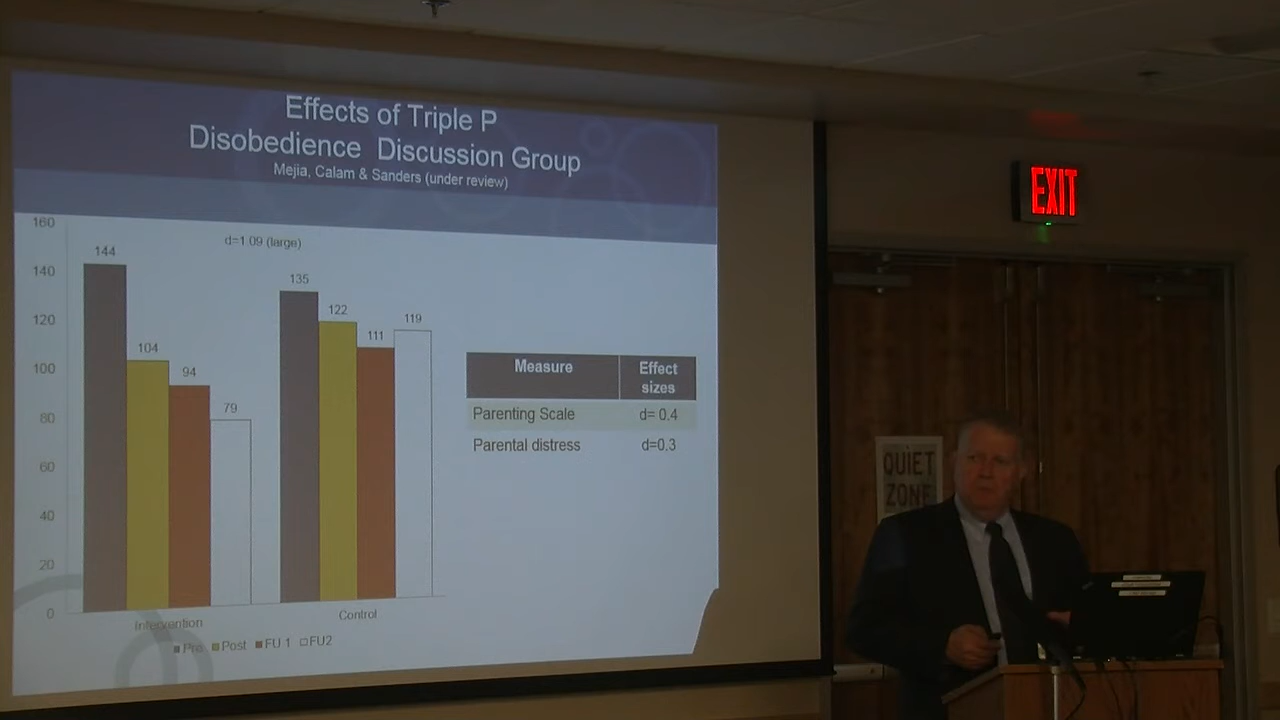 Effects of Triple P
Disobedience Discussion Group
Mejia, Calam & Sanders (under review)
160
140
120
100
80
60
40
20
0
d=1.09 (large)
144
104
94
79
135
122
111
119
Intervention
Control
Pre Post FU 1 FU2
Measure
Effect
sizes
Parenting Scale d= 0.4
Parental distress d=0.3
EXIT
QUIET
ZONE